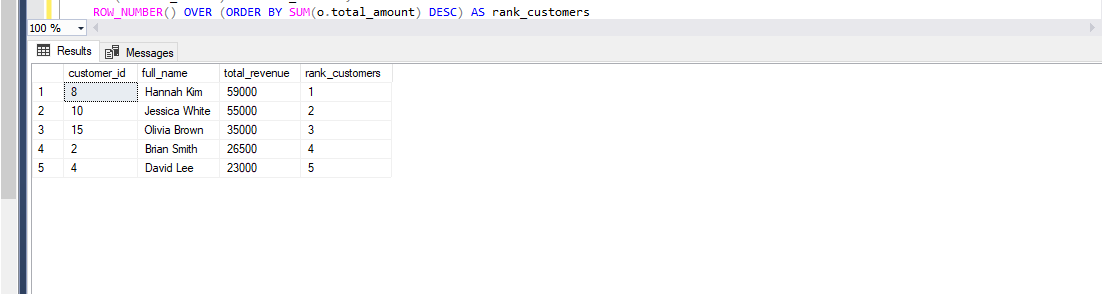 ROW_NUMBER() OVER (ORDER BY SUM(o.total_amount) DESC) AS rank_customers
100 %
Results Messages
customer_id full_name total_revenue rank_customers
1 8 Hannah Kim 59000 1
2 10 Jessica White 55000 2
3 15 Olivia Brown 35000 3
4 2 Brian Smith 26500 4
5 4 David Lee 23000 5